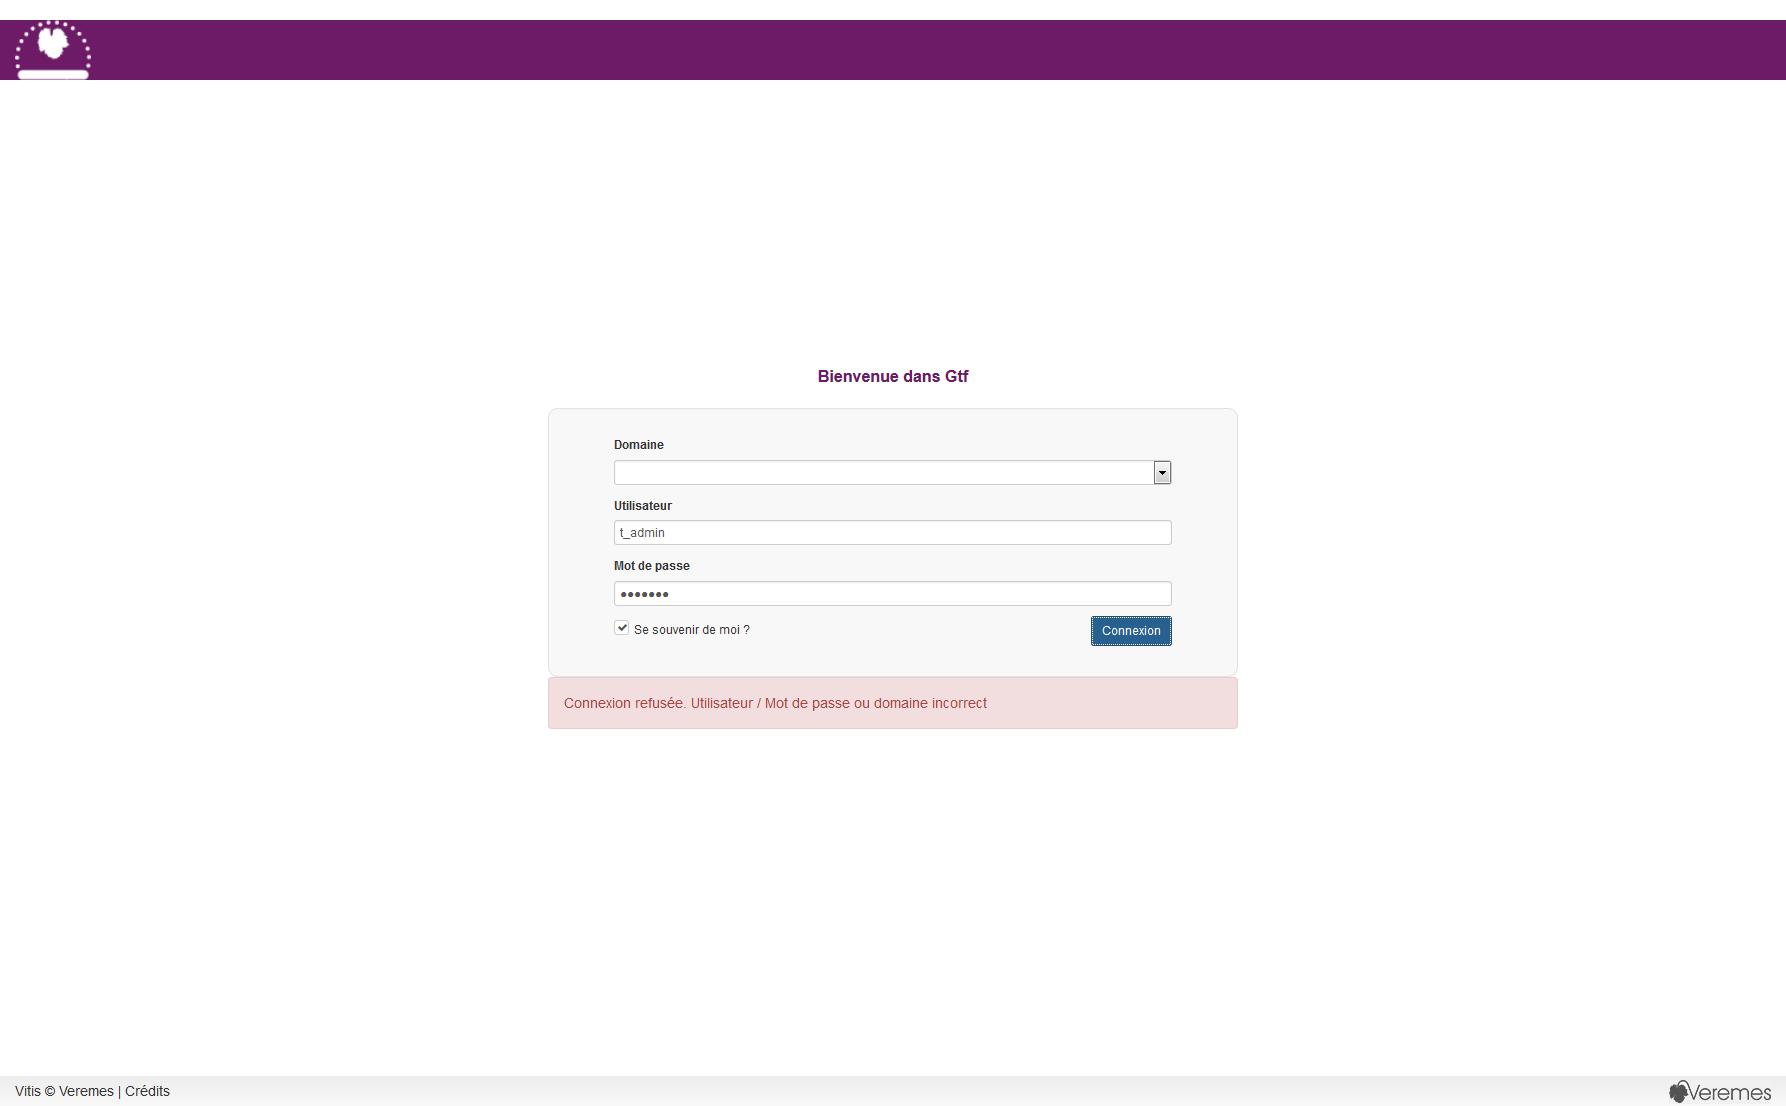 Bienvenue dans Gtf
Domaine
Utilisateur
t_admin
Mot de passe
•••••••
Se souvenir de moi ?
Connexion
Connexion refusée. Utilisateur / Mot de passe ou domaine incorrect
Vitis © Veremes | Crédits
Veremes